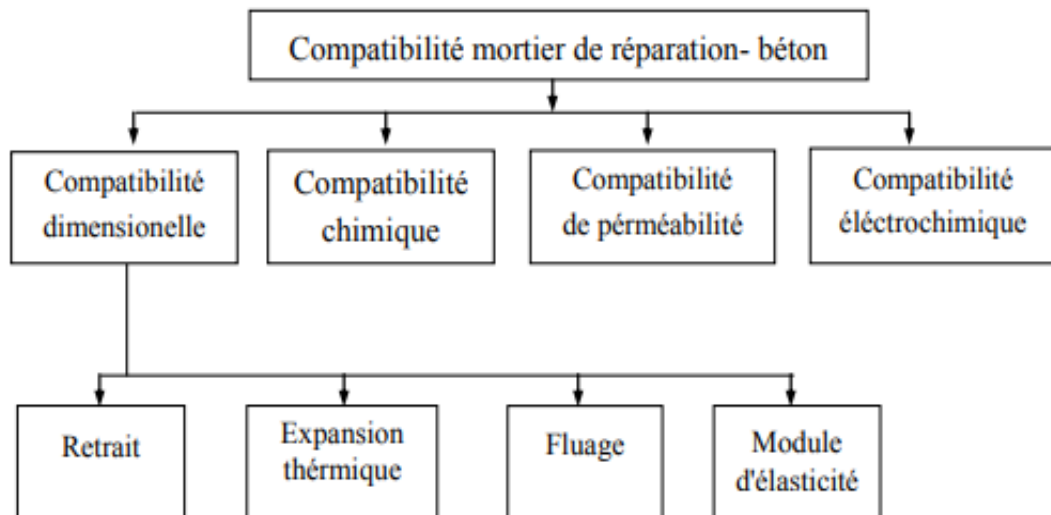 Compatibilité mortier de réparation- béton
Compatibilité
dimensionelle
Compatibilité
chimique
Compatibilité
de pérméabilité
Compatibilité
éléctrochimique
Retrait
Expansion
thérmique
Fluage
Module
d'élasticité